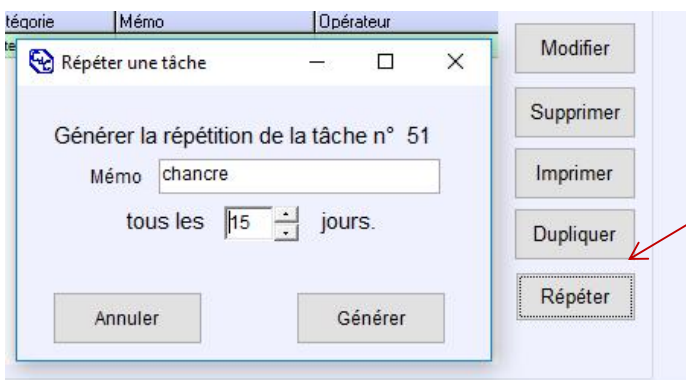 tégorie Mémo Opérateur
Répéter une tâche
Générer la répétition de la tâche n° 51
Mémo chancre
tous les 15 jours.
Annuler Générer
Modifier
Supprimer
Imprimer
Dupliquer
Répéter